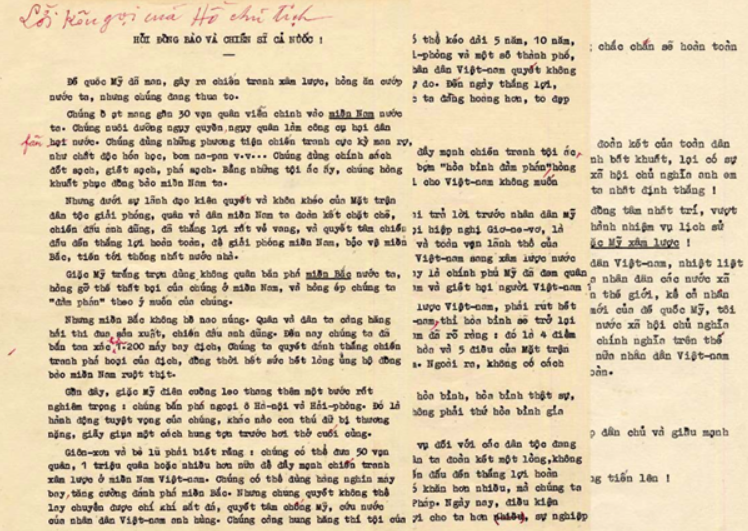 Lời kêu gọi của Hồ chủ tịch
HỠI ĐỒNG BÀO VÀ CHIẾN SĨ CẢ NƯỚC !
Đế quốc Mỹ dã man, gây ra chiến tranh xâm lược, hòng ăn cướp
nước ta, nhưng chúng đang thua to.
Chúng ồ ạt mang gần 30 vạn quân viễn chinh vào miền Nam nước
ta. Chúng nuôi dưỡng ngụy quyền, ngụy quân làm công cụ hại dân
hại nước. Chúng dùng những phương tiện chiến tranh cực kỳ man rợ,
như chất độc hóa học, bom na-pan v.v... Chúng dùng chính sách
đốt sạch, giết sạch, phá sạch. Bằng những tội ác ấy, chúng hòng
khuất phục đồng bào miền Nam ta.
Nhưng dưới sự lãnh đạo kiên quyết và khôn khéo của Mặt trận
dân tộc giải phóng, quân và dân miền Nam ta đoàn kết chặt chẽ,
chiến đấu anh dũng, đã thắng lợi rất vẻ vang, và quyết tâm chiến
đấu đến thắng lợi hoàn toàn, để giải phóng miền Nam, bảo vệ miền
Bắc, tiến tới thống nhất nước nhà.
Giặc Mỹ trắng trợn dùng không quân bắn phá miền Bắc nước ta,
hòng gỡ thế thất bại của chúng ở miền Nam, và hòng ép chúng ta
"đàm phán" theo ý muốn của chúng.
Nhưng miền Bắc không hề nao núng. Quân và dân ta càng hăng
hái thi đua sản xuất, chiến đấu anh dũng. Đến nay chúng ta đã
bắn tan xác 1.200 máy bay địch. Chúng ta quyết đánh thắng chiến
tranh phá hoại của địch, đồng thời hết sức hết lòng ủng hộ đồng
bào miền Nam ruột thịt.
Gần đây, giặc Mỹ điên cuồng leo thang thêm một bước rất
nghiêm trọng : chúng bắn phá ngoại ô Hà-nội và Hải-phòng. Đó là
hành động tuyệt vọng của chúng, khác nào con thú dữ bị thương
nặng, giẫy giụa một cách hung tợn trước hơi thở cuối cùng.
Giôn-xơn và bè lũ phải biết rằng : chúng có thể đưa 50 vạn
quân, 1 triệu quân hoặc nhiều hơn nữa để đẩy mạnh chiến tranh
xâm lược ở miền Nam Việt-nam. Chúng có thể dùng hàng nghìn máy
bay, tăng cường đánh phá miền Bắc. Nhưng chúng quyết không thể
lay chuyển được chí khí sắt đá, quyết tâm chống Mỹ, cứu nước
của nhân dân Việt-nam anh hùng. Chúng càng hung hăng thì tội của
ó thể kéo dài 5 năm, 10 năm,
i-phòng và một số thành phố,
hân dân Việt-nam quyết không
ự do. Đến ngày thắng lợi,
c ta đàng hoàng hơn, to đẹp
đẩy mạnh chiến tranh tội ác,
bợm "hòa bình đàm phán" hòng
i cho Việt-nam không muốn
hi trả lời trước nhân dân Mỹ
ại hiệp nghị Giơ-ne-vơ, là
và toàn vẹn lãnh thổ của
Việt-nam sang xâm lược nước
ay là chính phủ Mỹ đã đem quân
m và giết hại người Việt-nam
lược Việt-nam, phải rút hết
-nam, thì hòa bình sẽ trở lại
am đã rõ ràng : đó là 4 điểm
hòa và 5 điều của Mặt trận
m. Ngoài ra, không có cách
hòa bình, hòa bình thật sự,
hông phải thứ hòa bình giả
vụ đối với các dân tộc đang
ân ta đoàn kết một lòng, không
ến đấu đến thắng lợi hoàn
ó khăn hơn nhiều, mà chúng ta
Pháp. Ngày nay, điều kiện
ợi cho ta hơn nhiều, sự nghiệp
chắc chắn sẽ hoàn toàn
đoàn kết của toàn dân
nh bất khuất, lại có sự
xã hội chủ nghĩa anh em
ta nhất định thắng !
đồng tâm nhất trí, vượt
hành nhiệm vụ lịch sử
ặc Mỹ xâm lược !
dân Việt-nam, nhiệt liệt
a nhân dân các nước xã
n thế giới, kể cả nhân
mới của đế quốc Mỹ, tôi
nước xã hội chủ nghĩa
chính nghĩa trên thế
nữa nhân dân Việt-nam
oàn.
p dân chủ và giầu mạnh
ng tiến lên !